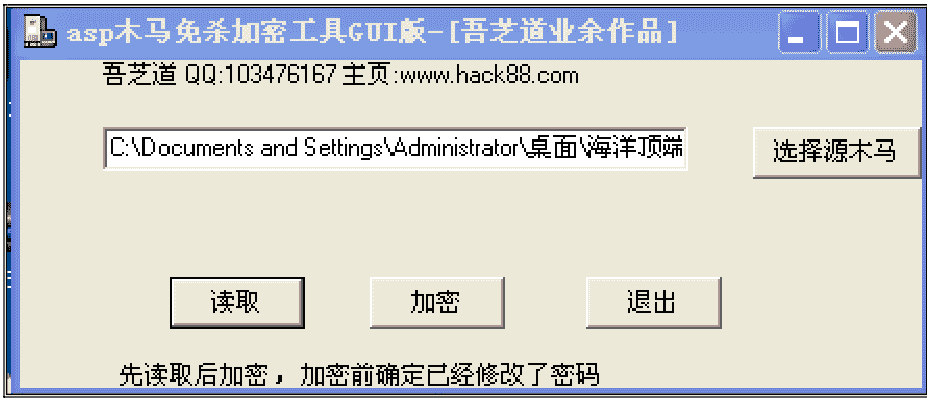 asp木马免杀加密工具GUI版-[吾芝道业余作品]
吾芝道 QQ:103476167 主页:www.hack88.com
C:\Documents and Settings\Administrator\桌面\海洋顶端
选择源木马
读取 加密 退出
先读取后加密，加密前确定已经修改了密码